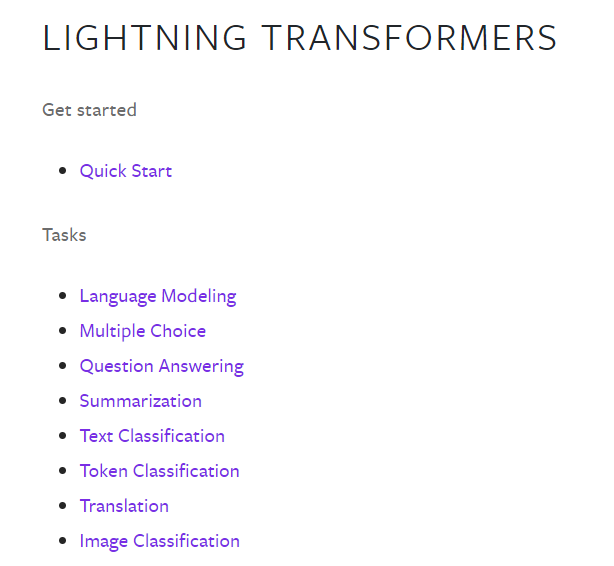 LIGHTNING TRANSFORMERS
Get started
Quick Start
Tasks
Language Modeling
Multiple Choice
Question Answering
Summarization
Text Classification
Token Classification
Translation
Image Classification